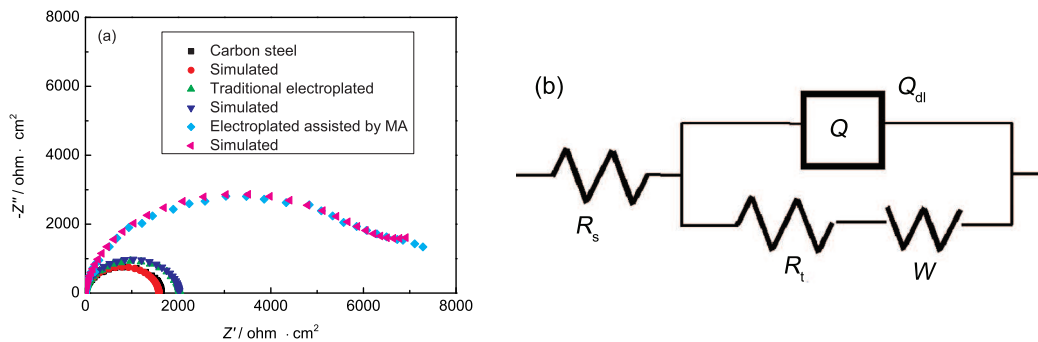 (a)
8000
6000
4000
2000
0
-Z″ / ohm · cm2
Carbon steel
Simulated
Traditional electroplated
Simulated
Electroplated assisted by MA
Simulated
0 2000 4000 6000 8000
Z′ / ohm · cm2
(b)
Qdl
Q
Rs
Rt
W